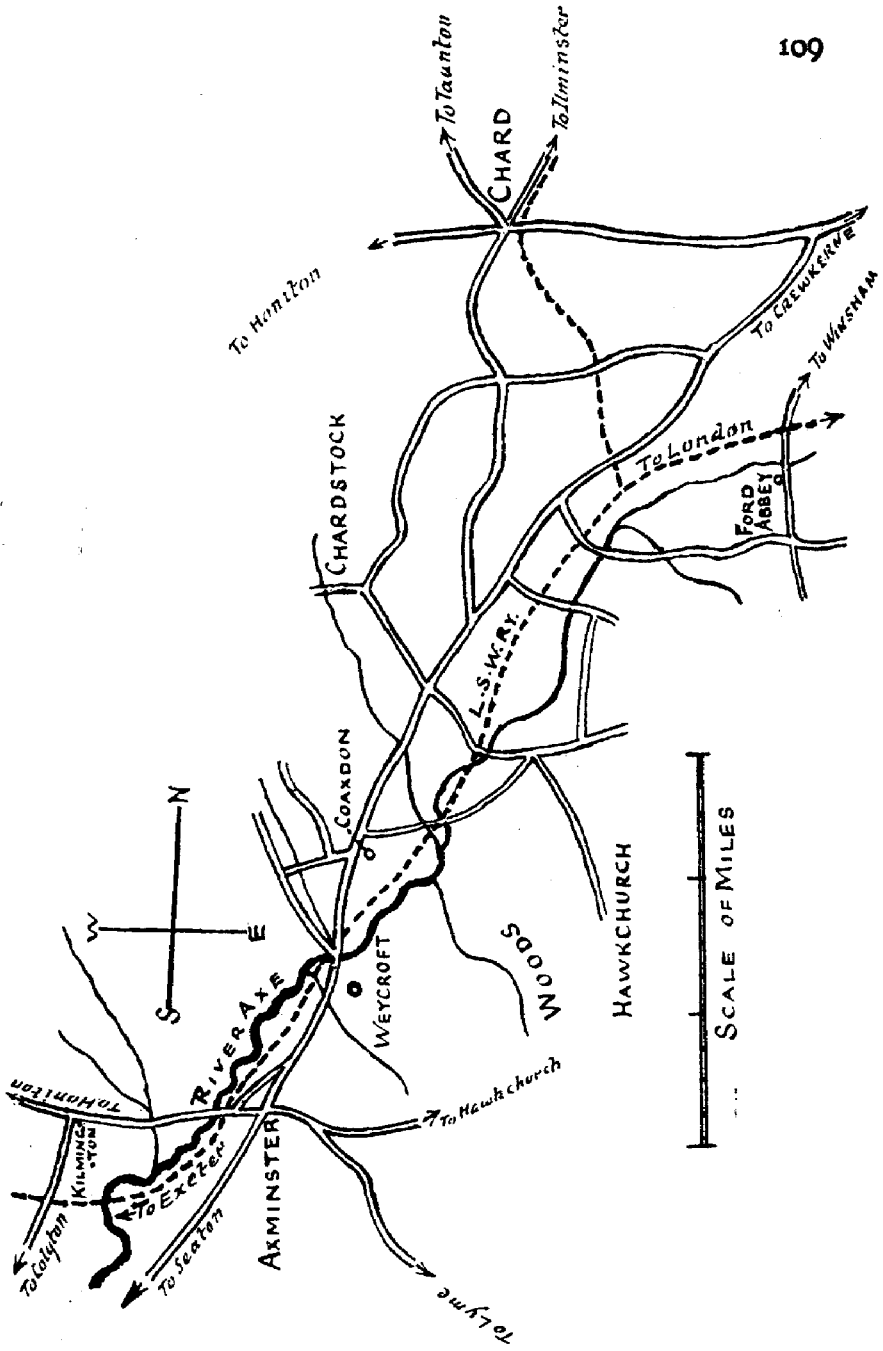 109
To Taunton
CHARD
To Ilminster
To Honiton
To CREWKERNE
To WINSHAM
CHARDSTOCK
To London
FORD
ABBEY
L.S.W.RY.
COAXDON
N
W
E
S
WEYCROFT
WOODS
HAWKCHURCH
SCALE OF MILES
RIVER AXE
To Honiton
KILMING
TON
To Colyton
To Exeter
To Seaton
AXMINSTER
To Hawkchurch
To Lyme